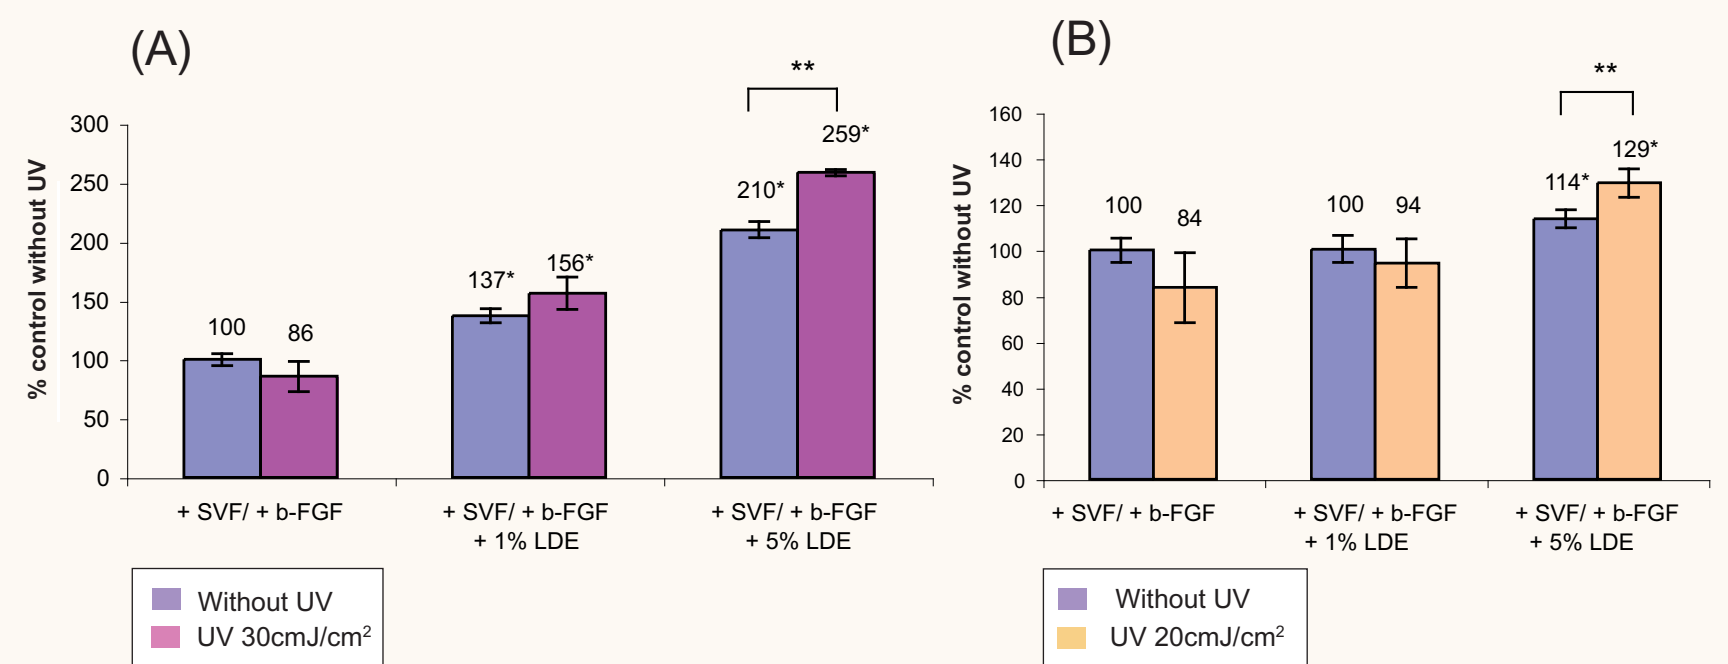 (A)
**
% control without UV
300
250
200
150
100
50
0
100
86
137*
156*
210*
259*
+ SVF/ + b-FGF
+ SVF/ + b-FGF
+ 1% LDE
+ SVF/ + b-FGF
+ 5% LDE
Without UV
UV 30cmJ/cm²
(B)
**
% control without UV
160
140
120
100
80
60
40
20
0
100
84
100
94
114*
129*
+ SVF/ + b-FGF
+ SVF/ + b-FGF
+ 1% LDE
+ SVF/ + b-FGF
+ 5% LDE
Without UV
UV 20cmJ/cm²